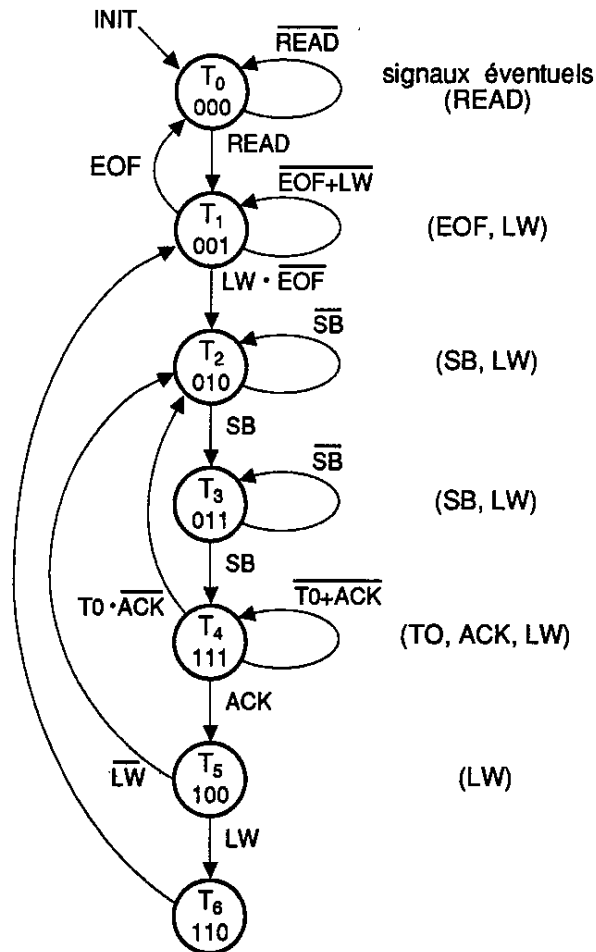 INIT
READ̅
T0
000
signaux éventuels
(READ)
READ
EOF
EOF+LW
T1
001
(EOF, LW)
LW · EOF
SB
T2
010
(SB, LW)
SB
SB
T3
011
(SB, LW)
SB
T0 · ACK
T0+ACK
T4
111
(TO, ACK, LW)
ACK
LW
T5
100
(LW)
LW
T6
110